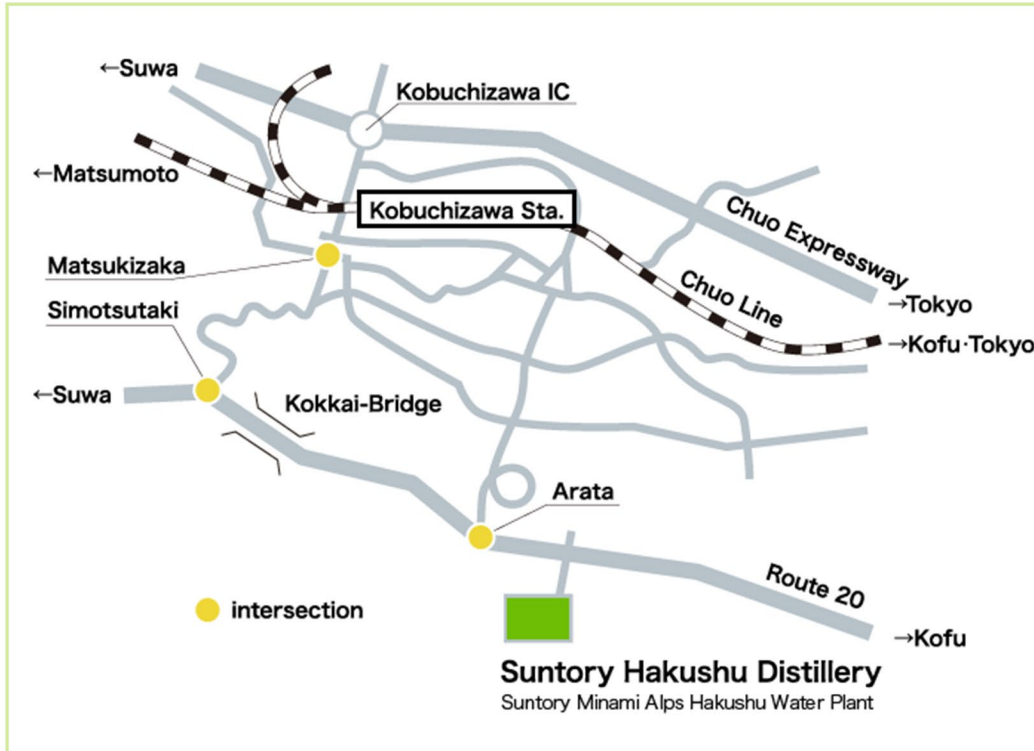 ←Suwa
Kobuchizawa IC
←Matsumoto
Kobuchizawa Sta.
Chuo Expressway
Matsukizaka
Simotsutaki
Chuo Line
→Tokyo
→Kofu·Tokyo
←Suwa
Kokkai-Bridge
Arata
Route 20
intersection
→Kofu
Suntory Hakushu Distillery
Suntory Minami Alps Hakushu Water Plant